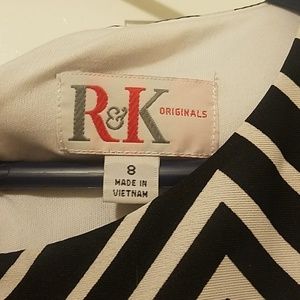 R&K ORIGINALS
8
MADE IN
VIETNAM